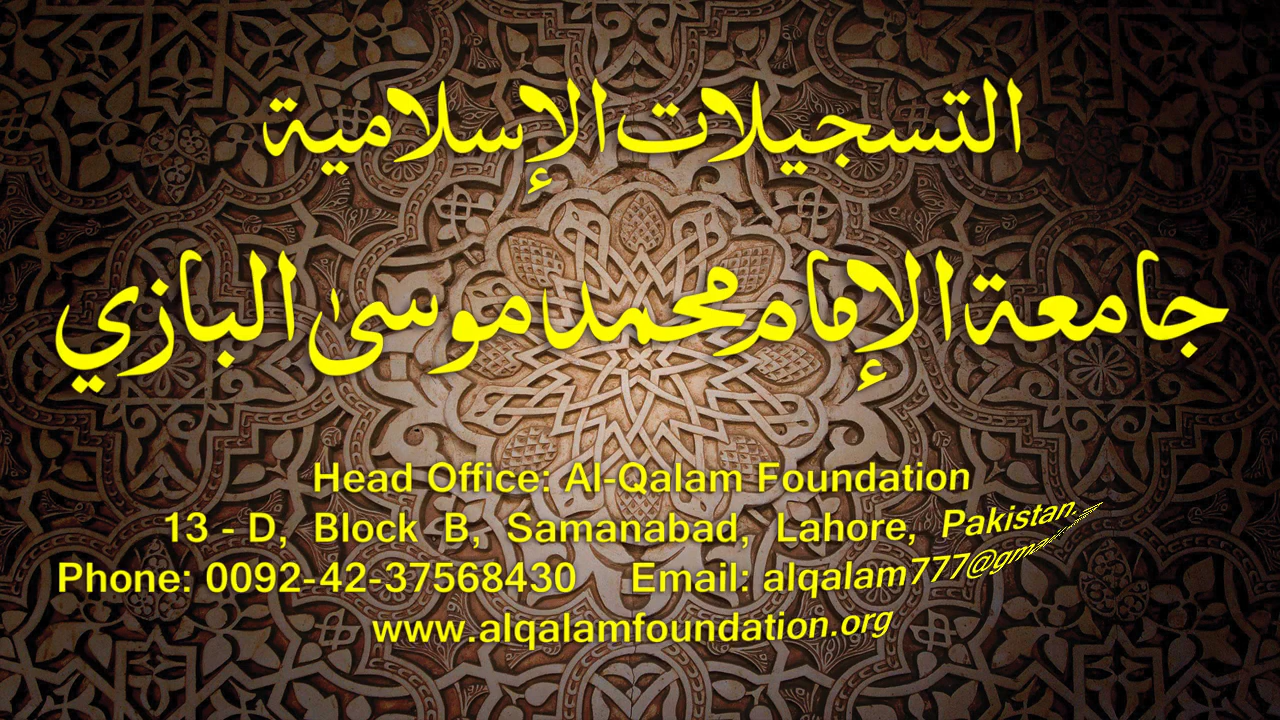 التسجيلات الإسلامية
جامعة الإمام محمد موسىٰ البازي
Head Office: Al-Qalam Foundation
13 - D, Block B, Samanabad, Lahore, Pakistan.
Phone: 0092-42-37568430 Email: alqalam777@gma
www.alqalamfoundation.org